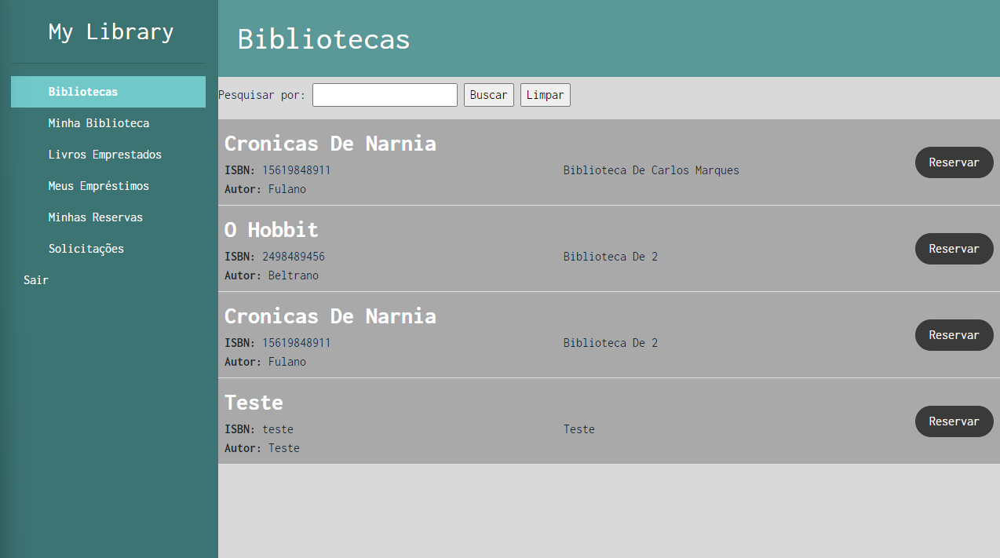 My Library
Bibliotecas
Minha Biblioteca
Livros Emprestados
Meus Empréstimos
Minhas Reservas
Solicitações
Sair
Bibliotecas
Pesquisar por: Buscar Limpar
Cronicas De Narnia
ISBN: 15619848911 Biblioteca De Carlos Marques
Autor: Fulano
Reservar
O Hobbit
ISBN: 2498489456 Biblioteca De 2
Autor: Beltrano
Reservar
Cronicas De Narnia
ISBN: 15619848911 Biblioteca De 2
Autor: Fulano
Reservar
Teste
ISBN: teste Teste
Autor: Teste
Reservar